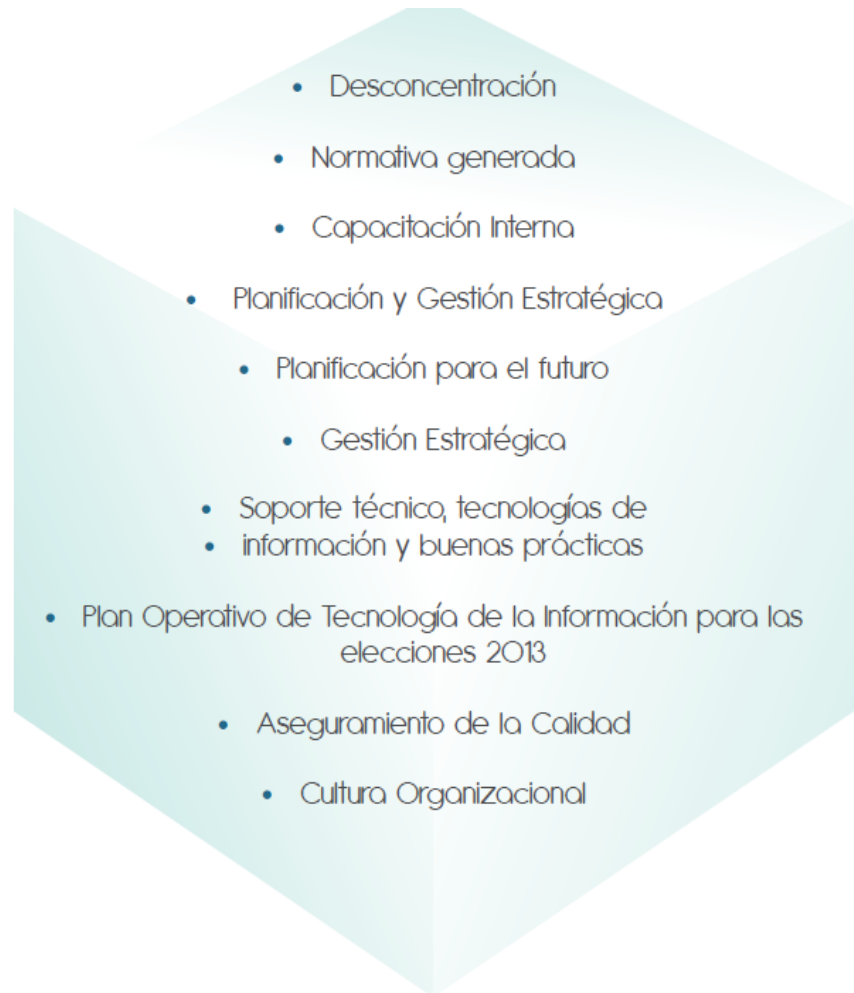 • Desconcentración
• Normativa generada
• Capacitación Interna
• Planificación y Gestión Estratégica
• Planificación para el futuro
• Gestión Estratégica
• Soporte técnico, tecnologías de
• información y buenas prácticas
• Plan Operativo de Tecnología de la Información para las
elecciones 2013
• Aseguramiento de la Calidad
• Cultura Organizacional